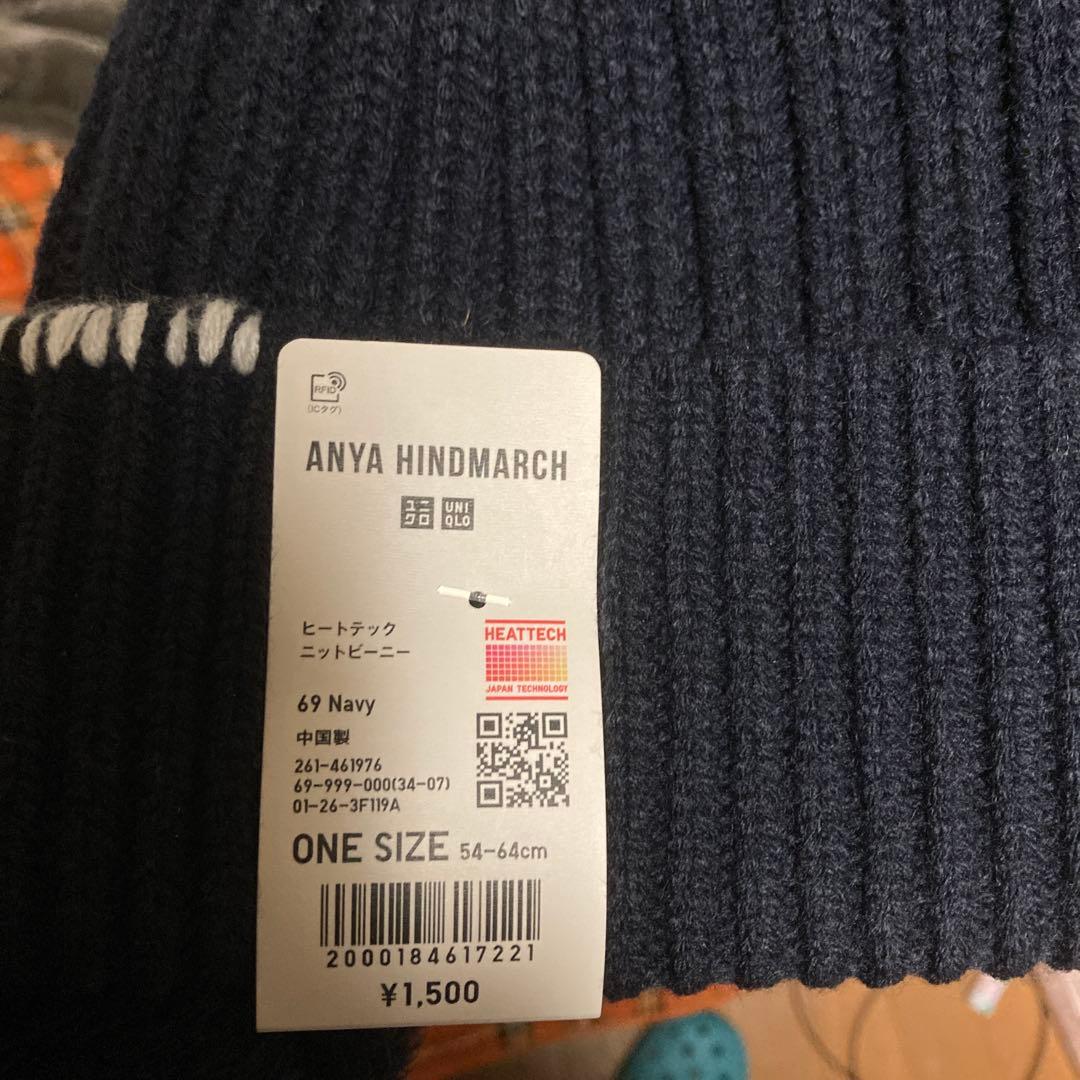 RFID
(ICタグ)
ANYA HINDMARCH
ユニ
クロ
UNI
QLO
ヒートテック
ニットビーニー
HEATTECH
JAPAN TECHNOLOGY
69 Navy
中国製
261-461976
69-999-000(34-07)
01-26-3F119A
ONE SIZE 54-64cm
2000184617221
¥1,500